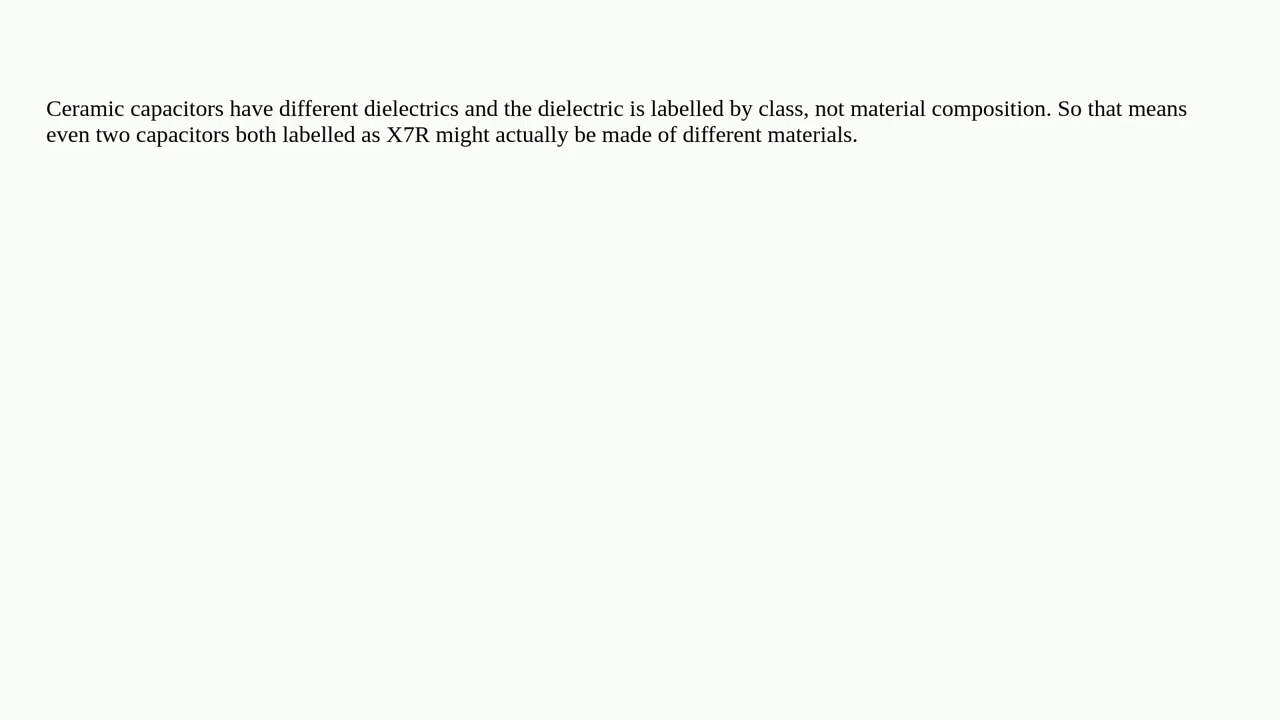 Ceramic capacitors have different dielectrics and the dielectric is labelled by class, not material composition. So that means
even two capacitors both labelled as X7R might actually be made of different materials.